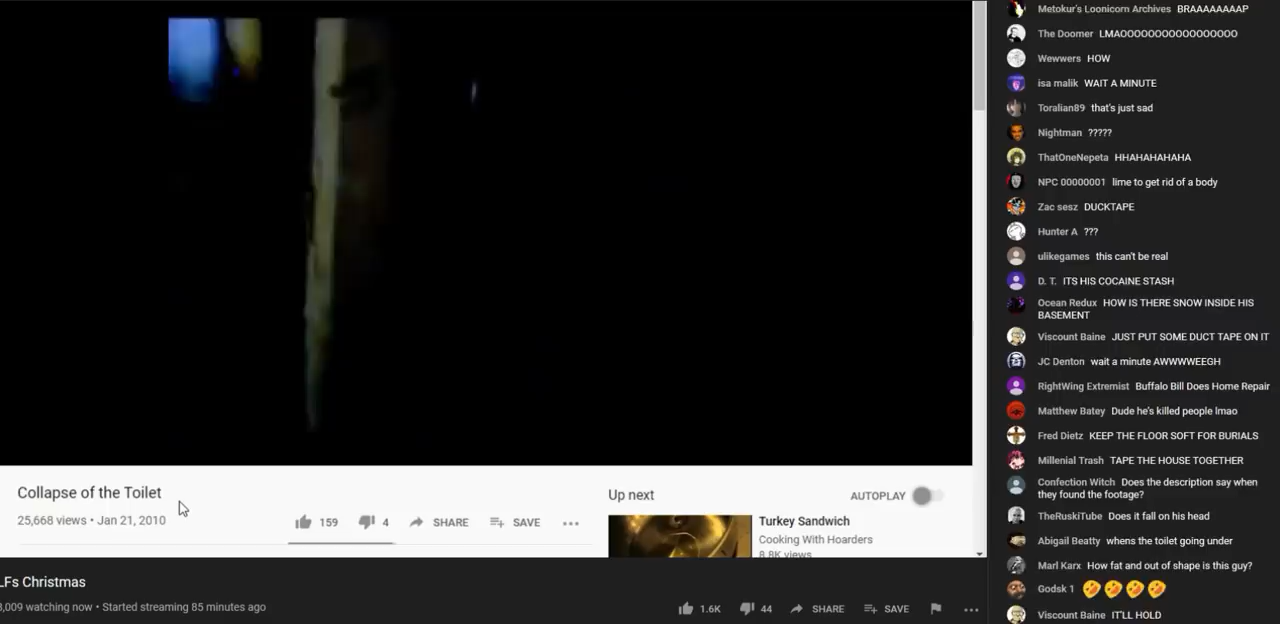 Collapse of the Toilet
25,668 views • Jan 21, 2010
159
4
SHARE
SAVE
Up next
AUTOPLAY
Turkey Sandwich
Cooking With Hoarders
8.8K views
LFs Christmas
3,009 watching now • Started streaming 85 minutes ago
1.6K
44
SHARE
SAVE
Metokur's Loonicorn Archives BRAAAAAAAP
The Doomer LMAOOOOOOOOOOOOOOOOO
Wewwers HOW
isa malik WAIT A MINUTE
Toralian89 that's just sad
Nightman ?????
ThatOneNepeta HHAHAHAHAHA
NPC 00000001 lime to get rid of a body
Zac sesz DUCKTAPE
Hunter A ???
ulikegames this can't be real
D. T. ITS HIS COCAINE STASH
Ocean Redux HOW IS THERE SNOW INSIDE HIS
BASEMENT
Viscount Baine JUST PUT SOME DUCT TAPE ON IT
JC Denton wait a minute AWWWWEEGH
RightWing Extremist Buffalo Bill Does Home Repair
Matthew Batey Dude he's killed people lmao
Fred Dietz KEEP THE FLOOR SOFT FOR BURIALS
Millenial Trash TAPE THE HOUSE TOGETHER
Confection Witch Does the description say when
they found the footage?
TheRuskiTube Does it fall on his head
Abigail Beatty whens the toilet going under
Marl Karx How fat and out of shape is this guy?
Godsk 1
Viscount Baine IT'LL HOLD